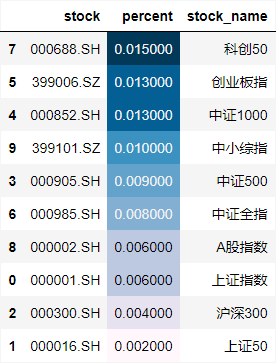 stock percent stock_name
7 000688.SH 0.015000 科创50
5 399006.SZ 0.013000 创业板指
4 000852.SH 0.013000 中证1000
9 399101.SZ 0.010000 中小综指
3 000905.SH 0.009000 中证500
6 000985.SH 0.008000 中证全指
8 000002.SH 0.006000 A股指数
0 000001.SH 0.006000 上证指数
2 000300.SH 0.004000 沪深300
1 000016.SH 0.002000 上证50